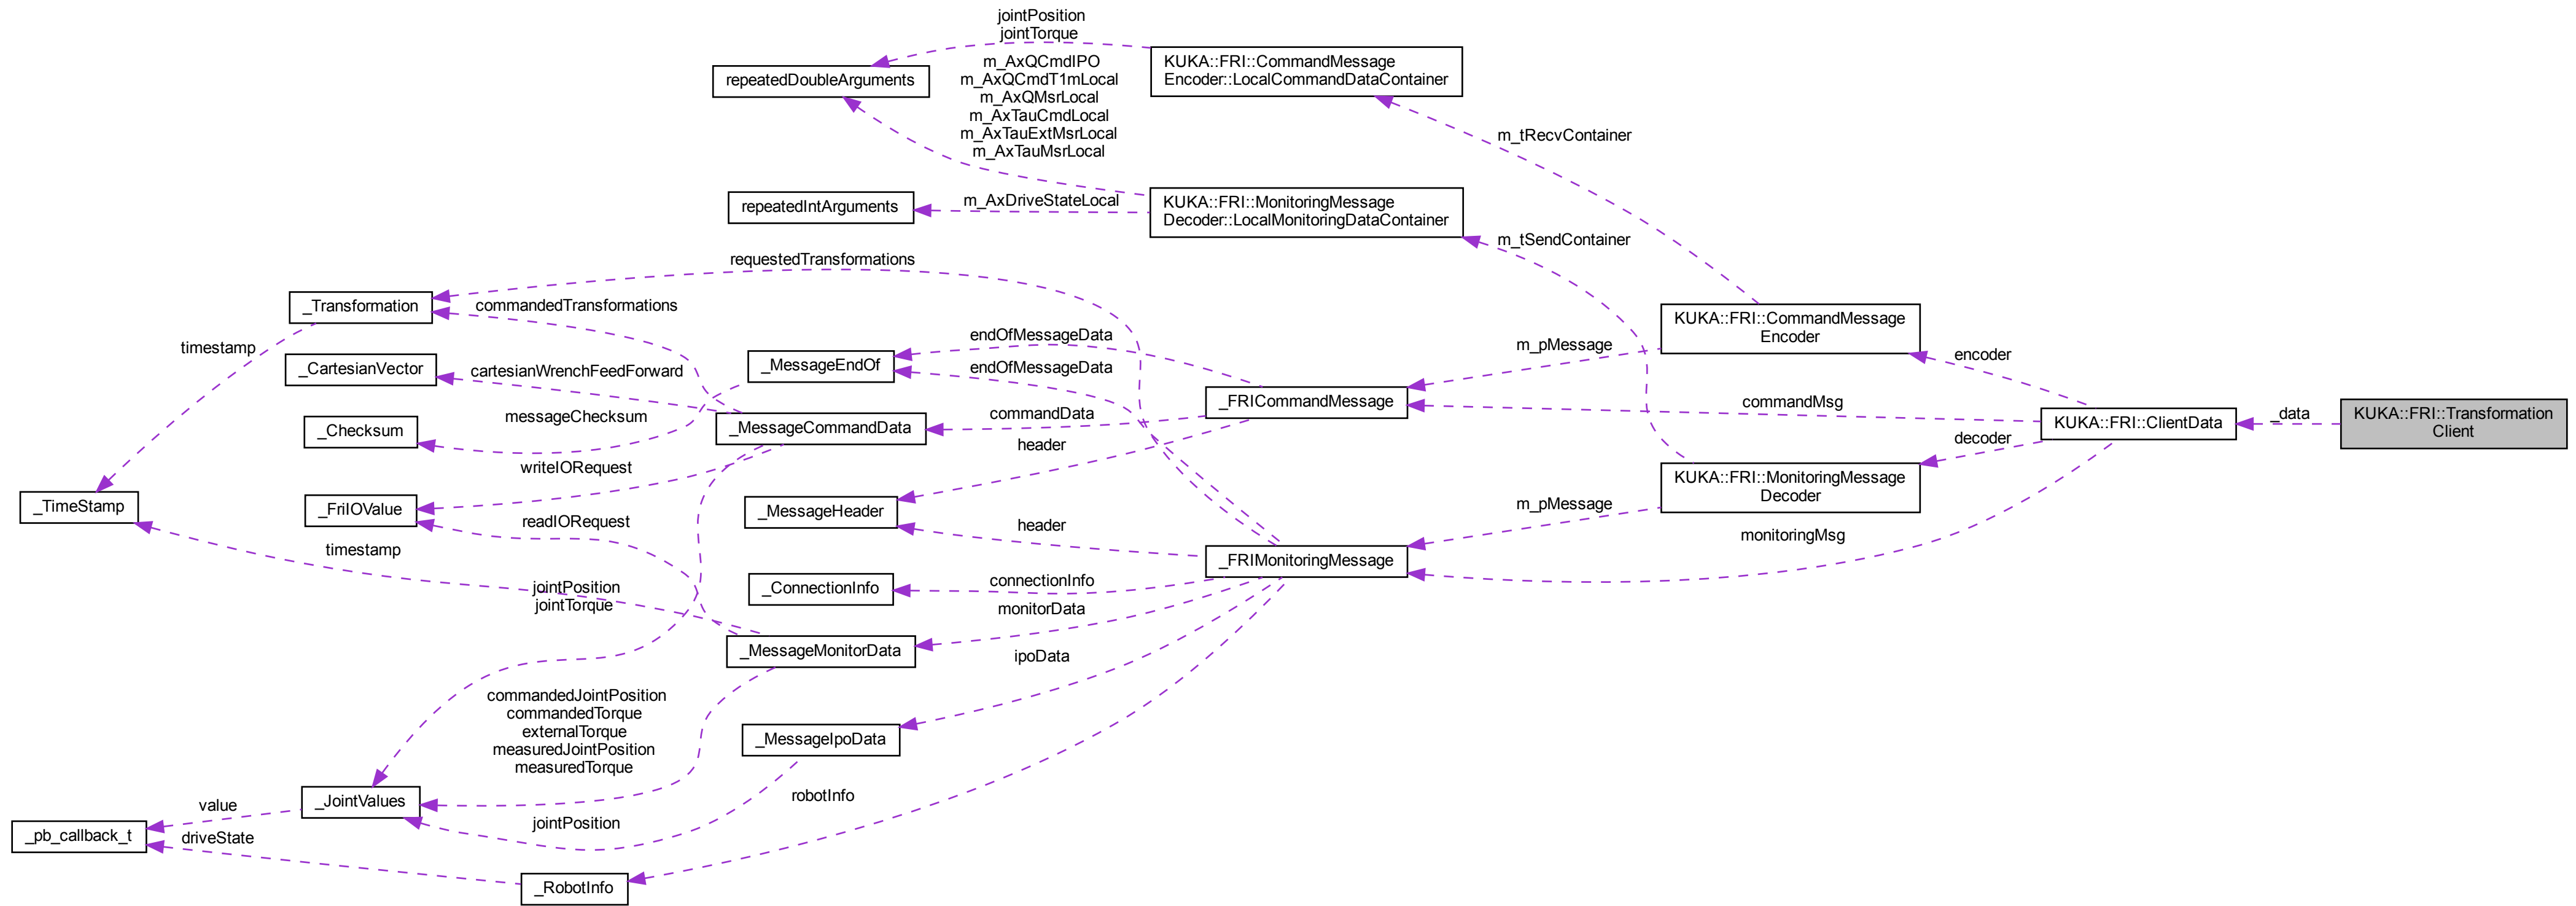 jointPosition
jointTorque
KUKA::FRI::CommandMessage
Encoder::LocalCommandDataContainer
repeatedDoubleArguments
m_AxQCmdIPO
m_AxQCmdT1mLocal
m_AxQMsrLocal
m_AxTauCmdLocal
m_AxTauExtMsrLocal
m_AxTauMsrLocal
m_tRecvContainer
repeatedIntArguments
m_AxDriveStateLocal
KUKA::FRI::MonitoringMessage
Decoder::LocalMonitoringDataContainer
m_tSendContainer
requestedTransformations
_Transformation
commandedTransformations
KUKA::FRI::CommandMessage
Encoder
timestamp
endOfMessageData
m_pMessage
encoder
_CartesianVector
cartesianWrenchFeedForward
_MessageEndOf
endOfMessageData
_FRICommandMessage
commandMsg
_data
KUKA::FRI::Transformation
Client
messageChecksum
commandData
KUKA::FRI::ClientData
_Checksum
_MessageCommandData
header
decoder
writeIORequest
KUKA::FRI::MonitoringMessage
Decoder
_TimeStamp
_FriIOValue
_MessageHeader
m_pMessage
readIORequest
header
monitoringMsg
timestamp
_FRIMonitoringMessage
jointPosition
jointTorque
_ConnectionInfo
connectionInfo
monitorData
_MessageMonitorData
ipoData
commandedJointPosition
commandedTorque
externalTorque
measuredJointPosition
measuredTorque
_MessageIpoData
value
_JointValues
robotInfo
_pb_callback_t
driveState
jointPosition
_RobotInfo